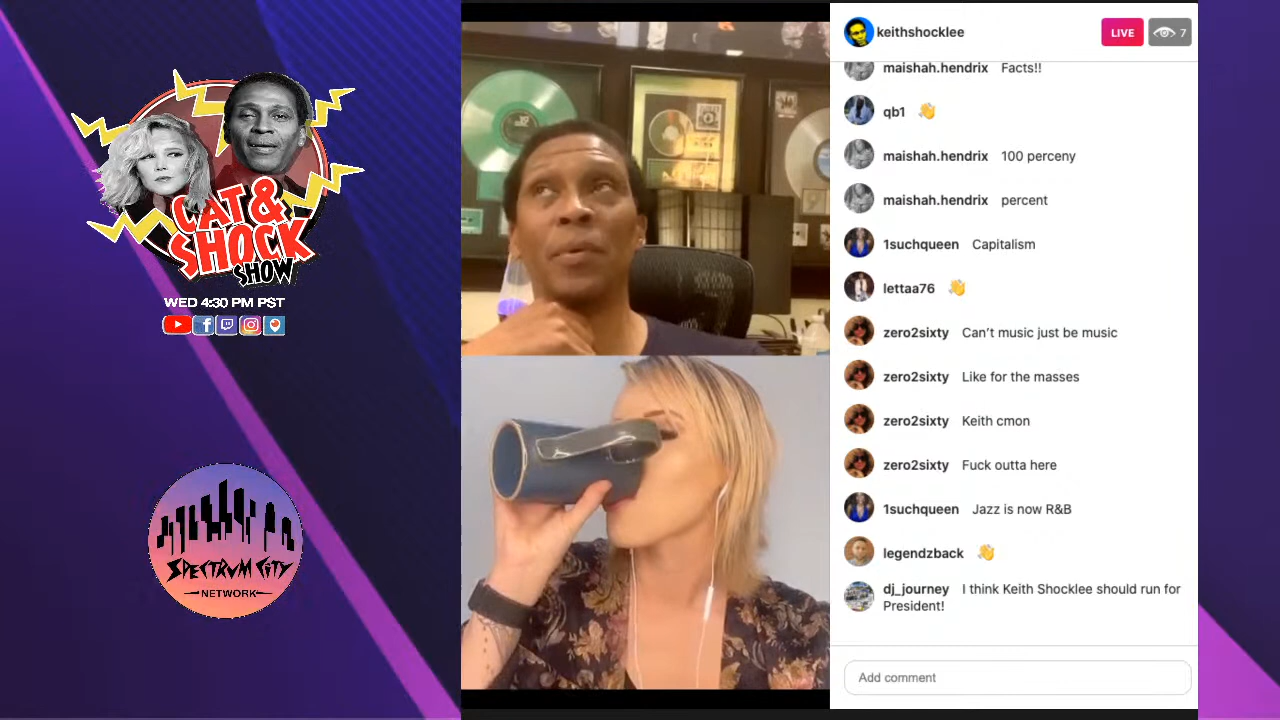 CAT &
SHOCK
SHOW
WED 4:30 PM PST
SPECTRUM CITY
NETWORK
keithshocklee
LIVE
7
maishah.hendrix Facts!!
qb1 👋
maishah.hendrix 100 perceny
maishah.hendrix percent
1suchqueen Capitalism
lettaa76 👋
zero2sixty Can’t music just be music
zero2sixty Like for the masses
zero2sixty Keith cmon
zero2sixty Fuck outta here
1suchqueen Jazz is now R&B
legendzback 👋
dj_journey I think Keith Shocklee should run for
President!
Add comment